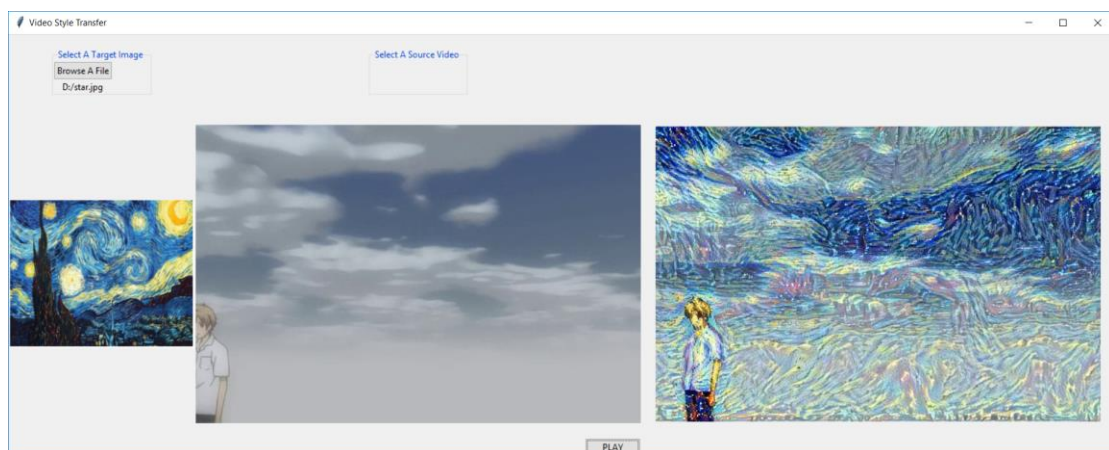 Video Style Transfer
Select A Target Image
Select A Source Video
Browse A File
D:/star.jpg
PLAY